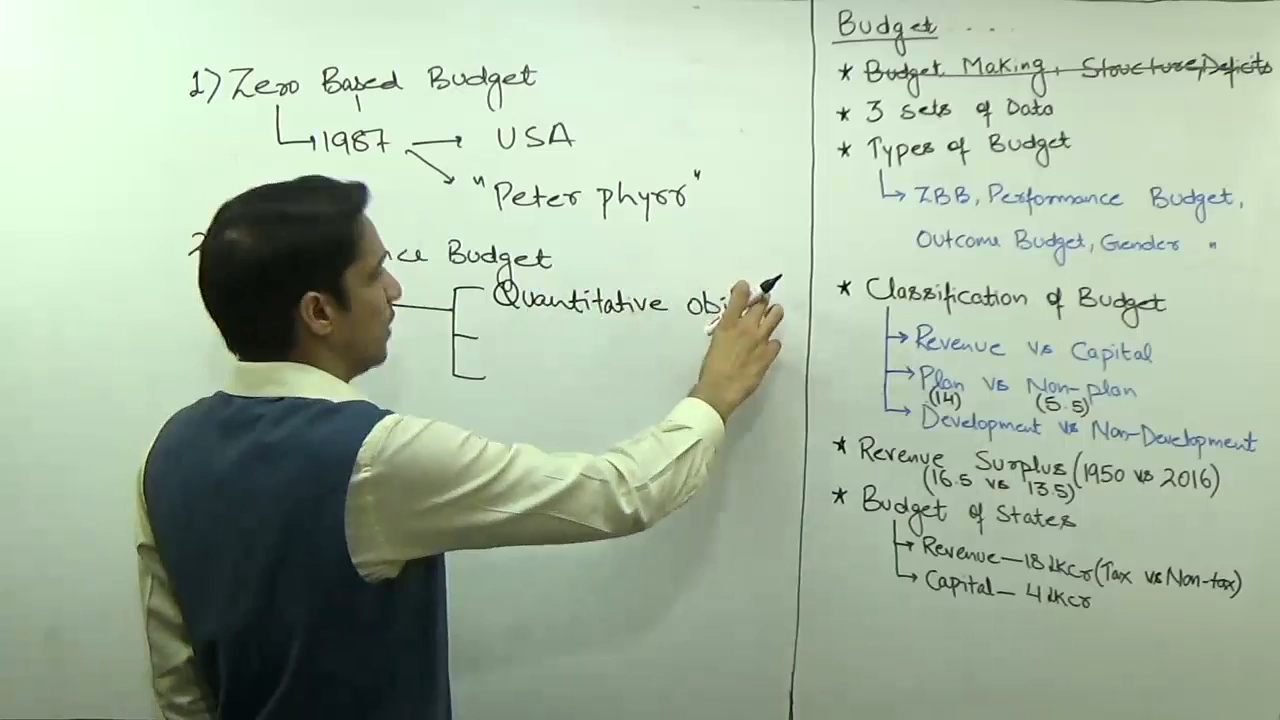 1) Zero Based Budget
1987 → USA
"Peter phyrr"
Budget
Quantitative
Budget ...
* Budget Making, Structure, Deficits
* 3 Sets of Data
* Types of Budget
ZBB, Performance Budget,
Outcome Budget, Gender "
* Classification of Budget
Revenue vs Capital
Plan vs Non-plan
(14) (5.5)
Development vs Non-Development
* Revenue Surplus (1950 vs 2016)
(16.5 vs 13.5)
* Budget of States
Revenue — 18 LKCr (Tax vs Non-tax)
Capital — 4 LKCr